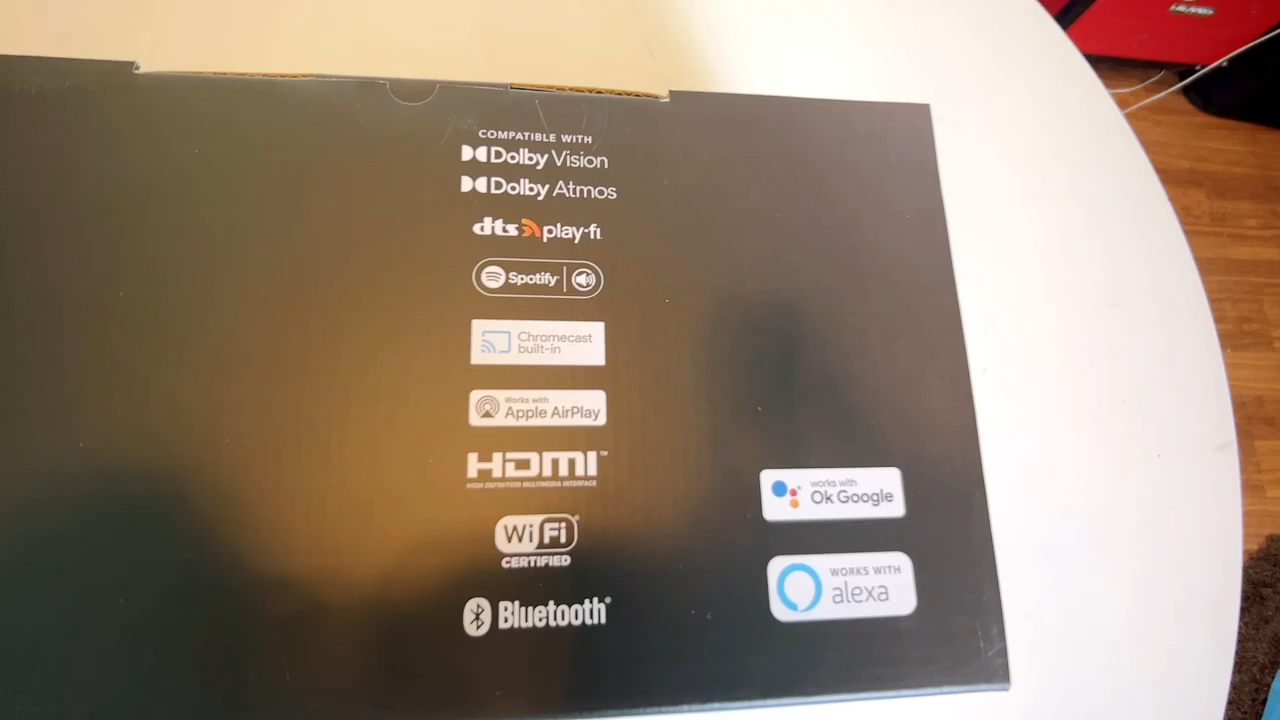 COMPATIBLE WITH
Dolby Vision
Dolby Atmos
dts play-fi
Spotify
Chromecast
built-in
Works with
Apple AirPlay
HDMI™
HIGH DEFINITION MULTIMEDIA INTERFACE
Wi Fi®
CERTIFIED
Bluetooth®
works with
Ok Google
WORKS WITH
alexa